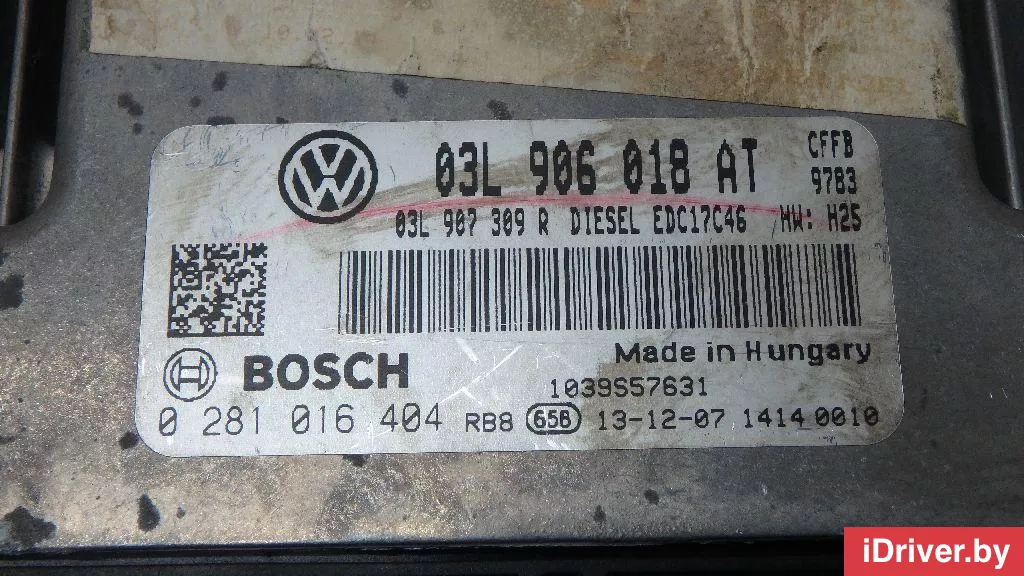 03L 906 018 AT
CFFB
9783
03L 907 309 R DIESEL EDC17C46 HW: H25
BOSCH
Made in Hungary
1039S57631
0 281 016 404 RB8 65B 13-12-07 1414 0010
iDriver.by